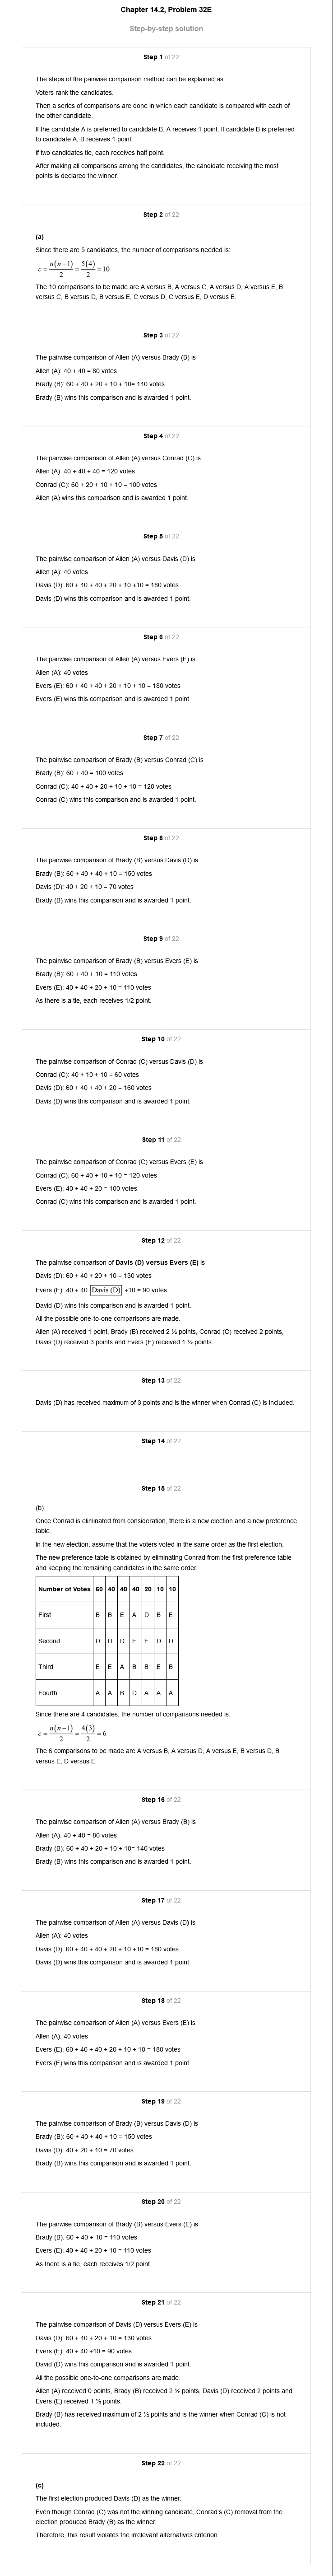 Chapter 14.2, Problem 32E
Step-by-step solution
Step 1 of 22
The steps of the pairwise comparison method can be explained as:
Voters rank the candidates.
Then a series of comparisons are done in which each candidate is compared with each of
the other candidate.
If the candidate A is preferred to candidate B, A receives 1 point. If candidate B is preferred
to candidate A, B receives 1 point.
If two candidates tie, each receives half point.
After making all comparisons among the candidates, the candidate receiving the most
points is declared the winner.
Step 2 of 22
(a)
Since there are 5 candidates, the number of comparisons needed is:
c = n(n−1)/2 = 5(4)/2 = 10
The 10 comparisons to be made are A versus B, A versus C, A versus D, A versus E, B
versus C, B versus D, B versus E, C versus D, C versus E, D versus E.
Step 3 of 22
The pairwise comparison of Allen (A) versus Brady (B) is
Allen (A): 40 + 40 = 80 votes
Brady (B): 60 + 40 + 20 + 10 + 10= 140 votes
Brady (B) wins this comparison and is awarded 1 point.
Step 4 of 22
The pairwise comparison of Allen (A) versus Conrad (C) is
Allen (A): 40 + 40 + 40 = 120 votes
Conrad (C): 60 + 20 + 10 + 10 = 100 votes
Allen (A) wins this comparison and is awarded 1 point.
Step 5 of 22
The pairwise comparison of Allen (A) versus Davis (D) is
Allen (A): 40 votes
Davis (D): 60 + 40 + 40 + 20 + 10 +10 = 180 votes
Davis (D) wins this comparison and is awarded 1 point.
Step 6 of 22
The pairwise comparison of Allen (A) versus Evers (E) is
Allen (A): 40 votes
Evers (E): 60 + 40 + 40 + 20 + 10 + 10 = 180 votes
Evers (E) wins this comparison and is awarded 1 point.
Step 7 of 22
The pairwise comparison of Brady (B) versus Conrad (C) is
Brady (B): 60 + 40 = 100 votes
Conrad (C): 40 + 40 + 20 + 10 + 10 = 120 votes
Conrad (C) wins this comparison and is awarded 1 point.
Step 8 of 22
The pairwise comparison of Brady (B) versus Davis (D) is
Brady (B): 60 + 40 + 40 + 10 = 150 votes
Davis (D): 40 + 20 + 10 = 70 votes
Brady (B) wins this comparison and is awarded 1 point.
Step 9 of 22
The pairwise comparison of Brady (B) versus Evers (E) is
Brady (B): 60 + 40 + 10 = 110 votes
Evers (E): 40 + 40 + 20 + 10 = 110 votes
As there is a tie, each receives 1/2 point.
Step 10 of 22
The pairwise comparison of Conrad (C) versus Davis (D) is
Conrad (C): 40 + 10 + 10 = 60 votes
Davis (D): 60 + 40 + 40 + 20 = 160 votes
Davis (D) wins this comparison and is awarded 1 point.
Step 11 of 22
The pairwise comparison of Conrad (C) versus Evers (E) is
Conrad (C): 60 + 40 + 10 + 10 = 120 votes
Evers (E): 40 + 40 + 20 = 100 votes
Conrad (C) wins this comparison and is awarded 1 point.
Step 12 of 22
The pairwise comparison of Davis (D) versus Evers (E) is
Davis (D): 60 + 40 + 20 + 10 = 130 votes
Evers (E): 40 + 40 Davis (D) +10 = 90 votes
David (D) wins this comparison and is awarded 1 point.
All the possible one-to-one comparisons are made.
Allen (A) received 1 point, Brady (B) received 2 ½ points, Conrad (C) received 2 points,
Davis (D) received 3 points and Evers (E) received 1 ½ points.
Step 13 of 22
Davis (D) has received maximum of 3 points and is the winner when Conrad (C) is included.
Step 14 of 22
Step 15 of 22
(b)
Once Conrad is eliminated from consideration, there is a new election and a new preference
table.
In the new election, assume that the voters voted in the same order as the first election.
The new preference table is obtained by eliminating Conrad from the first preference table
and keeping the remaining candidates in the same order.
Number of Votes 60 40 40 40 20 10 10
First B B E A D B E
Second D D D E E D D
Third E E A B B E B
Fourth A A B D A A A
Since there are 4 candidates, the number of comparisons needed is:
c = n(n−1)/2 = 4(3)/2 = 6
The 6 comparisons to be made are A versus B, A versus D, A versus E, B versus D, B
versus E, D versus E.
Step 16 of 22
The pairwise comparison of Allen (A) versus Brady (B) is
Allen (A): 40 + 40 = 80 votes
Brady (B): 60 + 40 + 20 + 10 + 10= 140 votes
Brady (B) wins this comparison and is awarded 1 point.
Step 17 of 22
The pairwise comparison of Allen (A) versus Davis (D) is
Allen (A): 40 votes
Davis (D): 60 + 40 + 40 + 20 + 10 +10 = 180 votes
Davis (D) wins this comparison and is awarded 1 point.
Step 18 of 22
The pairwise comparison of Allen (A) versus Evers (E) is
Allen (A): 40 votes
Evers (E): 60 + 40 + 40 + 20 + 10 + 10 = 180 votes
Evers (E) wins this comparison and is awarded 1 point.
Step 19 of 22
The pairwise comparison of Brady (B) versus Davis (D) is
Brady (B): 60 + 40 + 40 + 10 = 150 votes
Davis (D): 40 + 20 + 10 = 70 votes
Brady (B) wins this comparison and is awarded 1 point.
Step 20 of 22
The pairwise comparison of Brady (B) versus Evers (E) is
Brady (B): 60 + 40 + 10 = 110 votes
Evers (E): 40 + 40 + 20 + 10 = 110 votes
As there is a tie, each receives 1/2 point.
Step 21 of 22
The pairwise comparison of Davis (D) versus Evers (E) is
Davis (D): 60 + 40 + 20 + 10 = 130 votes
Evers (E): 40 + 40 +10 = 90 votes
David (D) wins this comparison and is awarded 1 point.
All the possible one-to-one comparisons are made.
Allen (A) received 0 points, Brady (B) received 2 ½ points, Davis (D) received 2 points and
Evers (E) received 1 ½ points.
Brady (B) has received maximum of 2 ½ points and is the winner when Conrad (C) is not
included.
Step 22 of 22
(c)
The first election produced Davis (D) as the winner.
Even though Conrad (C) was not the winning candidate, Conrad's (C) removal from the
election produced Brady (B) as the winner.
Therefore, this result violates the irrelevant alternatives criterion.